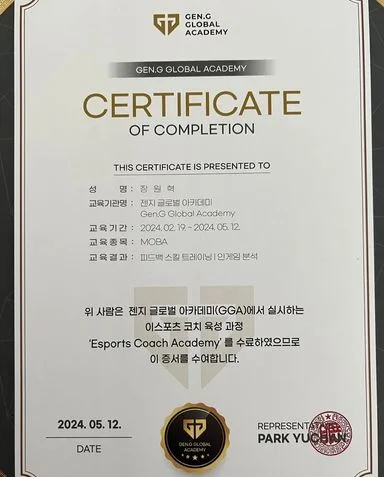 GEN.G
GLOBAL
ACADEMY
GEN.G GLOBAL ACADEMY
CERTIFICATE
OF COMPLETION
THIS CERTIFICATE IS PRESENTED TO
성 명 : 장 원 혁
교육기관명 : 젠지 글로벌 아카데미
Gen.G Global Academy
교 육 기 간 : 2024. 02. 19. - 2024. 05. 12.
교 육 종 목 : MOBA
교 육 결 과 : 피드백 스킬 트레이닝 | 인게임 분석
위 사람은 젠지 글로벌 아카데미(GGA)에서 실시하는
이스포츠 코치 육성 과정
'Esports Coach Academy' 를 수료하였으므로
이 증서를 수여합니다.
2024. 05. 12.
DATE
GEN.G GLOBAL
ACADEMY
PARK